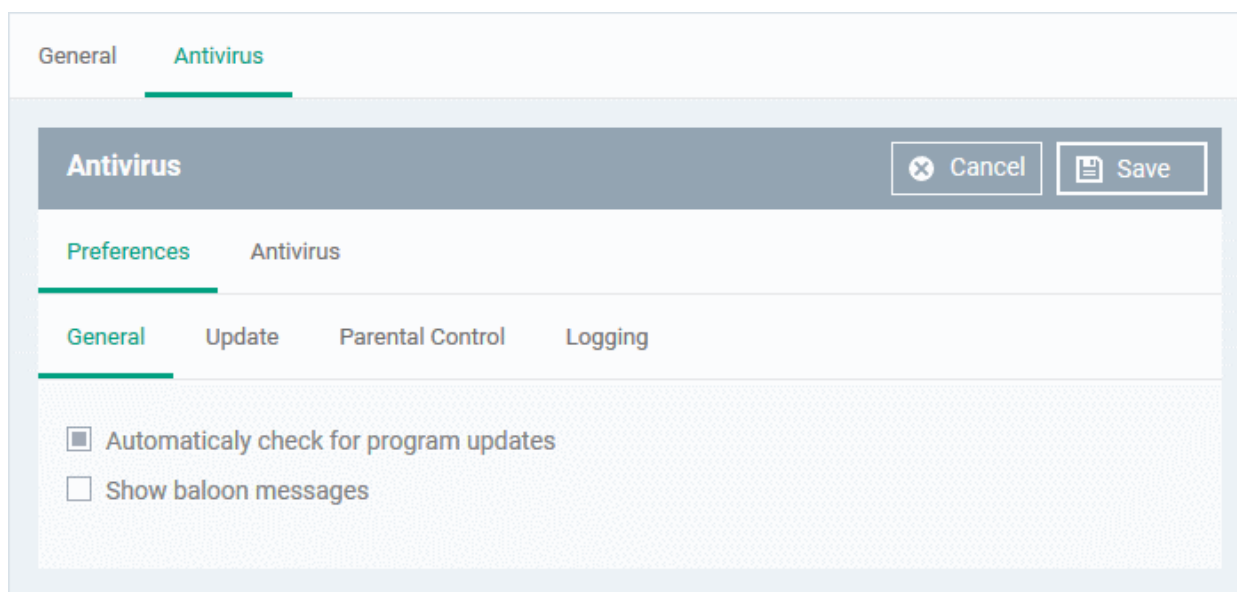 General Antivirus
Antivirus Cancel Save
Preferences Antivirus
General Update Parental Control Logging
Automaticaly check for program updates
Show baloon messages